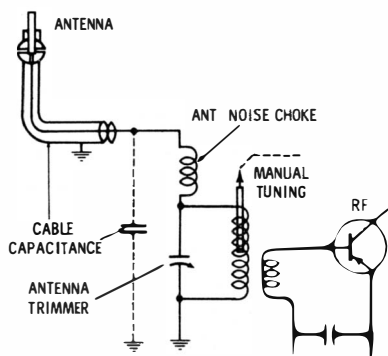 ANTENNA
ANT NOISE CHOKE
MANUAL
TUNING
RF
CABLE
CAPACITANCE
ANTENNA
TRIMMER